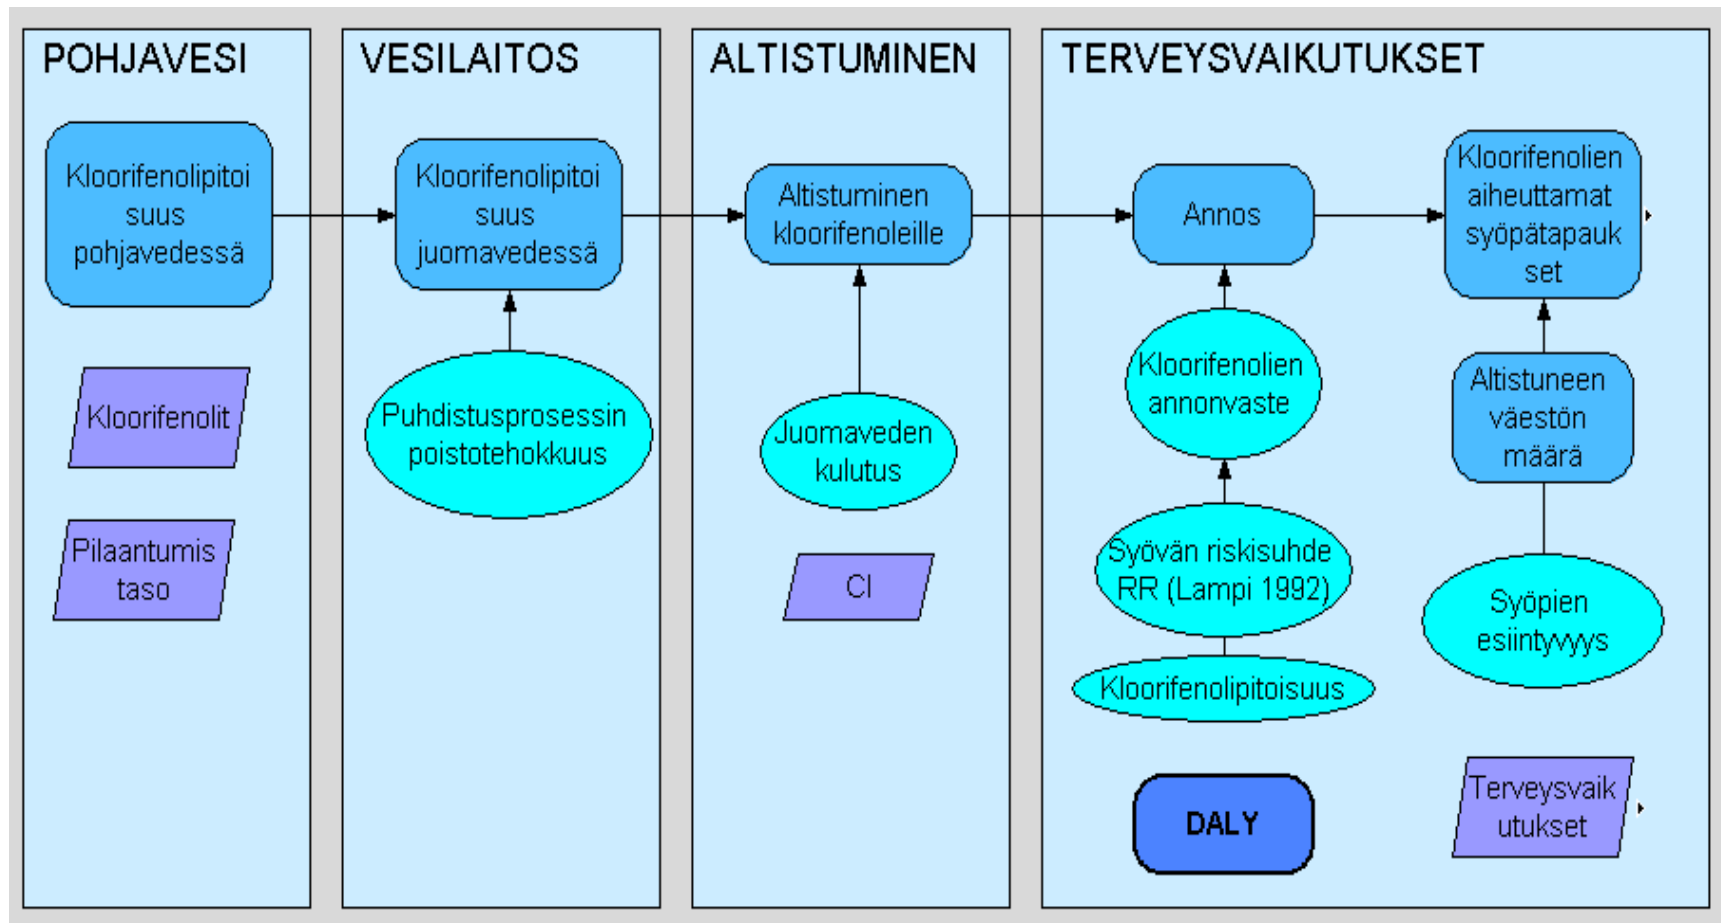 POHJAVESI
Kloorifenolipitoi
suus
pohjavedessä
Kloorifenolit
Pilaantumis
taso
VESILAITOS
Kloorifenolipitoi
suus
juomavedessä
Puhdistusprosessin
poistotehokkuus
ALTISTUMINEN
Altistuminen
kloorifenoleille
Juomaveden
kulutus
CI
TERVEYSVAIKUTUKSET
Annos
Kloorifenolien
annonvaste
Syövän riskisuhde
RR (Lampi 1992)
Kloorifenolipitoisuus
DALY
Kloorifenolien
aiheuttamat
syöpätapauk
set
Altistuneen
väestön
määrä
Syöpien
esiintyvyys
Terveysvaik
utukset